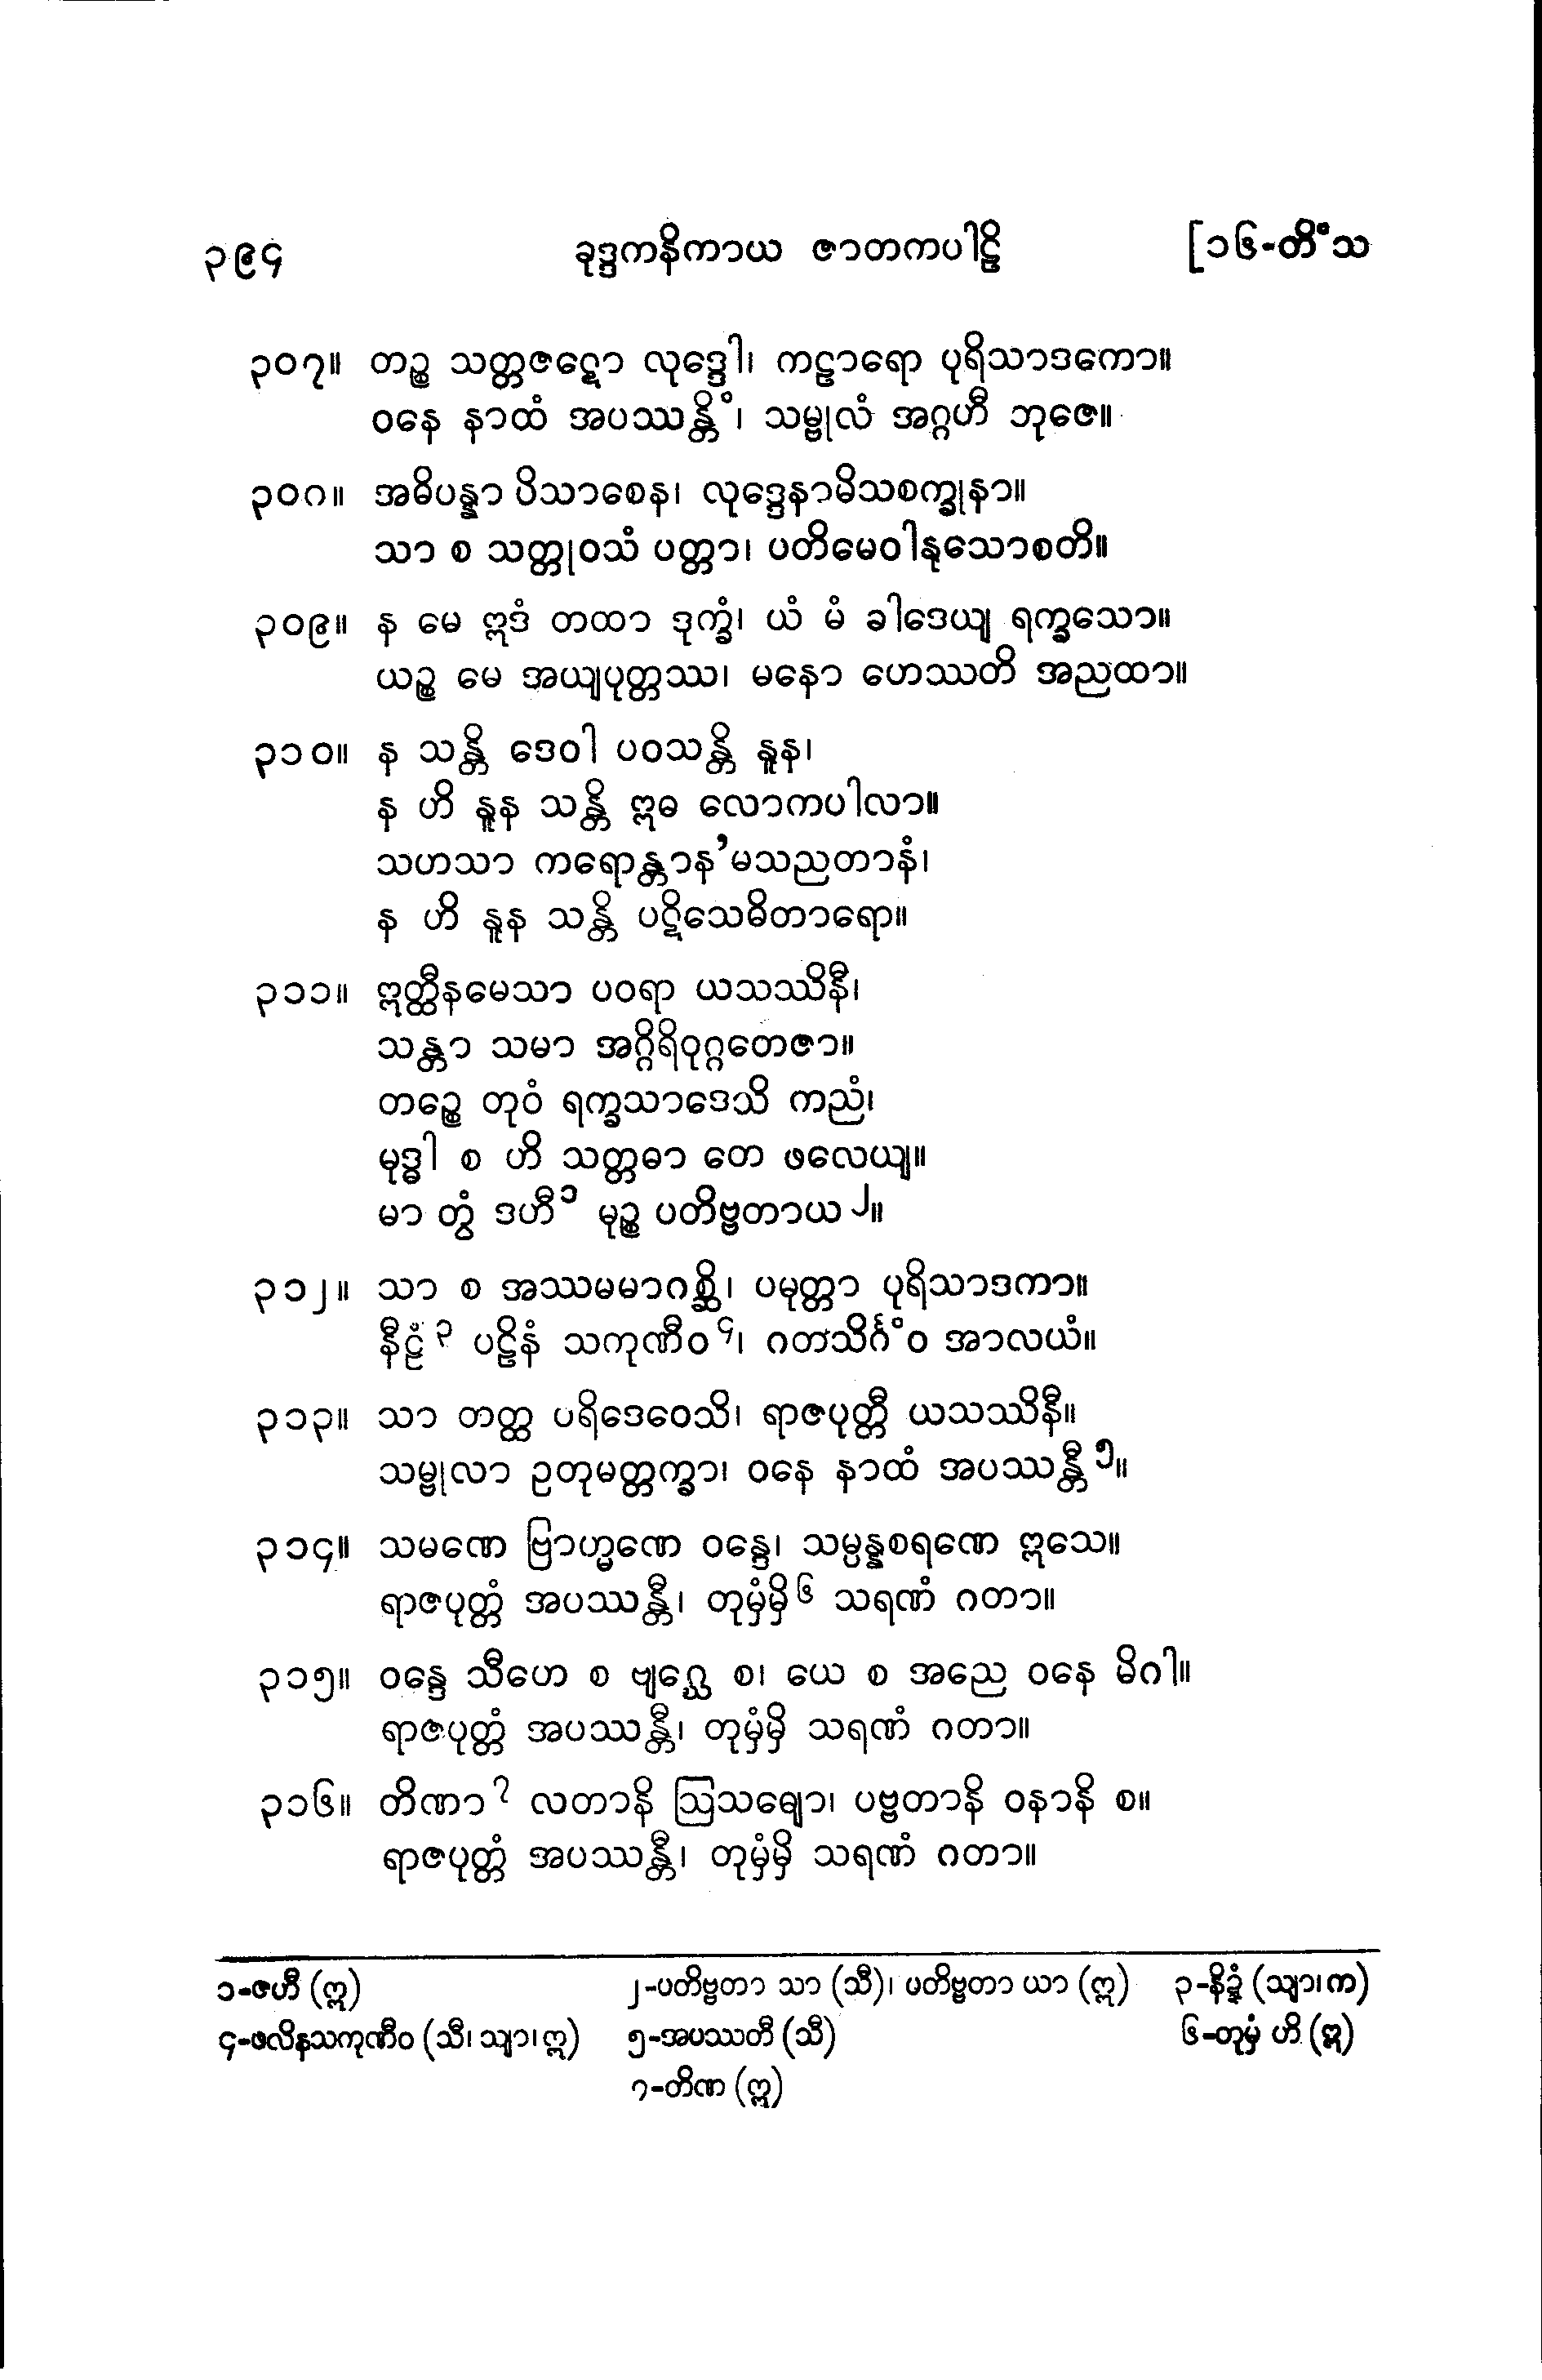 ၃၉၄ ခုဒ္ဒကနိကာယ ဇာတကပါဠိ [၁၆-တိံသ
၃၀၇။ တဉ္စ သတ္တဇဋော လုဒ္ဒေါ၊ ကဠာရော ပုရိသာဒကော။
ဝနေ နာထံ အပဿန္တိံ၊ သမ္ဗုလံ အဂ္ဂဟီ ဘုဇေ။
၃၀၈။ အဓိပန္နာ ပိသာစေန၊ လုဒ္ဒေနာမိသစက္ခုနာ။
သာ စ သတ္တုဝသံ ပတ္တာ၊ ပတိမေဝါနုသောစတိ။
၃၀၉။ န မေ ဣဒံ တထာ ဒုက္ခံ၊ ယံ မံ ခါဒေယျ ရက္ခသော။
ယဉ္စ မေ အယျပုတ္တဿ၊ မနော ဟေဿတိ အညထာ။
၃၁၀။ န သန္တိ ဒေဝါ ပဝသန္တိ နူန၊
န ဟိ နူန သန္တိ ဣဓ လောကပါလာ။
သဟသာ ကရောန္တာန’မသညတာနံ၊
န ဟိ နူန သန္တိ ပဋိသေဓိတာရော။
၃၁၁။ ဣတ္ထီနမေသာ ပဝရာ ယသဿိနီ၊
သန္တာ သမာ အဂ္ဂိရိဝုဂ္ဂတေဇာ။
တဉ္စေ တုဝံ ရက္ခသာဒေသိ ကညံ၊
မုဒ္ဓါ စ ဟိ သတ္တဓာ တေ ဖလေယျ။
မာ တွံ ဒဟီ ၁ မုဉ္စ ပတိဗ္ဗတာယ ၂။
၃၁၂။ သာ စ အဿမမာဂစ္ဆိ၊ ပမုတ္တာ ပုရိသာဒကာ။
နီဠံ ၃ ပဠိနံ သကုဏီဝ ၄၊ ဂတသိင်္ဂံဝ အာလယံ။
၃၁၃။ သာ တတ္ထ ပရိဒေဝေသိ၊ ရာဇပုတ္တီ ယသဿိနီ။
သမ္ဗုလာ ဥတုမတ္တက္ခာ၊ ဝနေ နာထံ အပဿန္တီ ၅။
၃၁၄။ သမဏေ ဗြာဟ္မဏေ ဝန္ဒေ၊ သမ္ပန္နစရဏေ ဣသေ။
ရာဇပုတ္တံ အပဿန္တီ၊ တုမှံမှိ ၆ သရဏံ ဂတာ။
၃၁၅။ ဝန္ဒေ သီဟေ စ ဗျဂ္ဃေ စ၊ ယေ စ အညေ ဝနေ မိဂါ။
ရာဇပုတ္တံ အပဿန္တီ၊ တုမှံမှိ သရဏံ ဂတာ။
၃၁၆။ တိဏာ ၇ လတာနိ ဩသဓျော၊ ပဗ္ဗတာနိ ဝနာနိ စ။
ရာဇပုတ္တံ အပဿန္တီ၊ တုမှံမှိ သရဏံ ဂတာ။
၁-ဇဟီ (ဣ) ၂-ပတိဗ္ဗတာ သာ (သီ)၊ ဖတိဗ္ဗတာ ယာ (ဣ) ၃-နိဍ္ဍံ (သျာ၊က)
၄-ဖလိနသကုဏီဝ (သီ၊ သျာ၊ဣ) ၅-အပဿတီ (သီ) ၆-တုမှံ ဟိ (ဣ)
၇-တိဏ (ဣ)